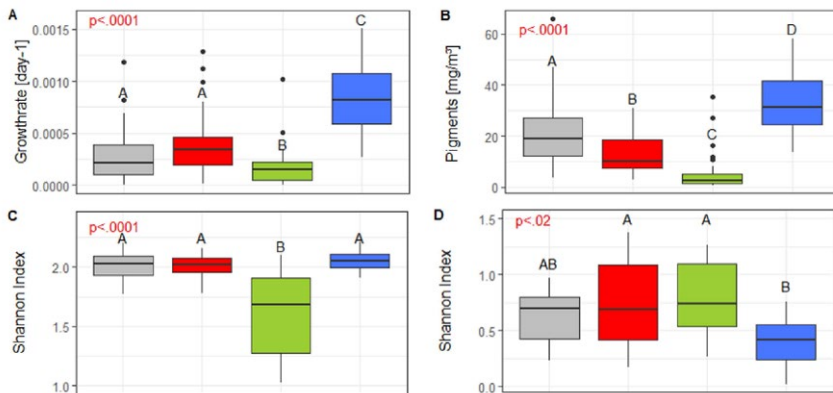 A
p<.0001
Growthrate [day-1]
0.0015
0.0010
0.0005
0.0000
A
A
B
C
B
p<.0001
Pigments [mg/m³]
60
40
20
0
A
B
C
D
C
p<.0001
Shannon Index
2.0
1.5
1.0
A
A
B
A
D
p<.02
Shannon Index
1.5
1.0
0.5
0.0
AB
A
A
B